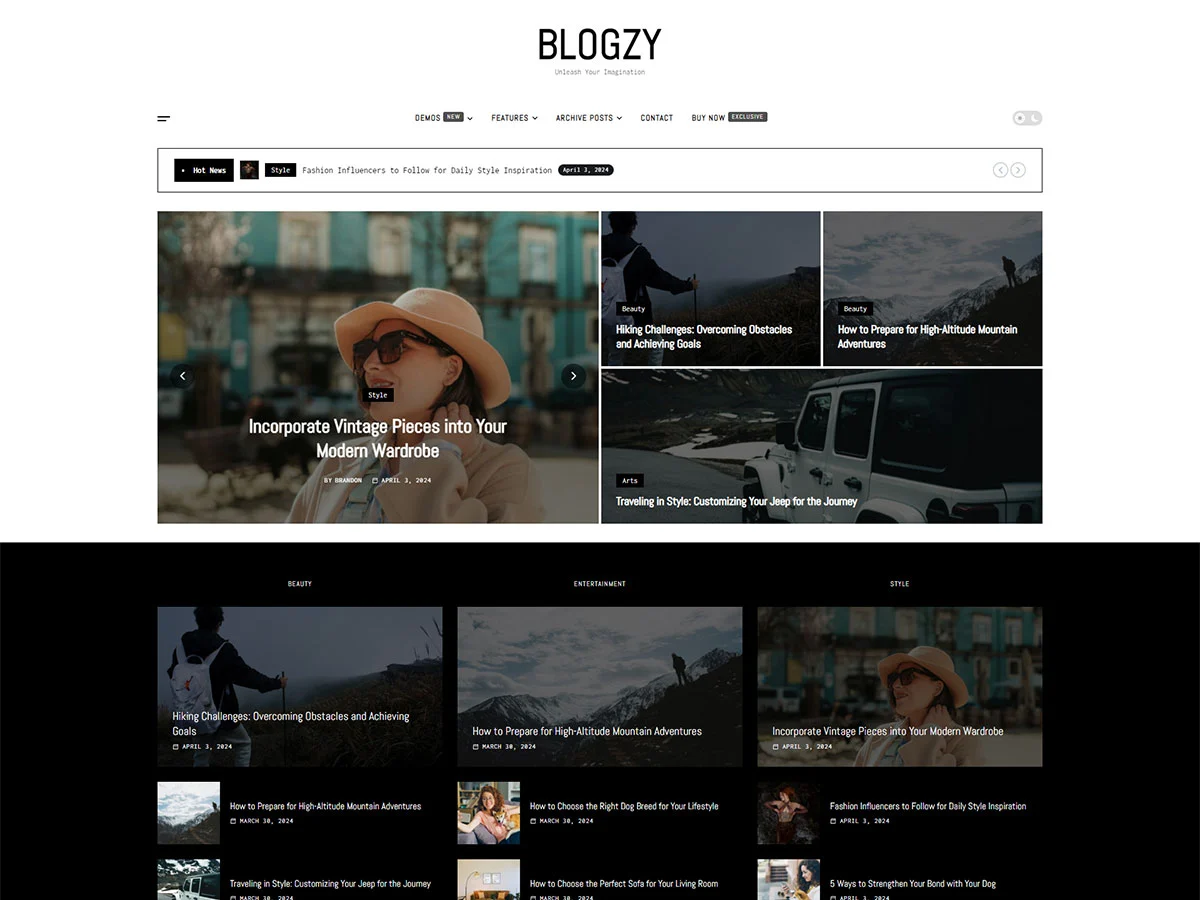 BLOGZY
Unleash Your Imagination
DEMOS NEW FEATURES ARCHIVE POSTS CONTACT BUY NOW EXCLUSIVE
Hot News Style Fashion Influencers to Follow for Daily Style Inspiration April 3, 2024
Style
Incorporate Vintage Pieces into Your
Modern Wardrobe
BY BRANDON APRIL 3, 2024
Beauty
Hiking Challenges: Overcoming Obstacles
and Achieving Goals
Beauty
How to Prepare for High-Altitude Mountain
Adventures
Arts
Traveling in Style: Customizing Your Jeep for the Journey
BEAUTY
Hiking Challenges: Overcoming Obstacles and Achieving
Goals
APRIL 3, 2024
How to Prepare for High-Altitude Mountain Adventures
MARCH 30, 2024
Traveling in Style: Customizing Your Jeep for the Journey
MARCH 30, 2024
ENTERTAINMENT
How to Prepare for High-Altitude Mountain Adventures
MARCH 30, 2024
How to Choose the Right Dog Breed for Your Lifestyle
MARCH 30, 2024
How to Choose the Perfect Sofa for Your Living Room
MARCH 30, 2024
STYLE
Incorporate Vintage Pieces into Your Modern Wardrobe
APRIL 3, 2024
Fashion Influencers to Follow for Daily Style Inspiration
APRIL 3, 2024
5 Ways to Strengthen Your Bond with Your Dog
APRIL 3, 2024